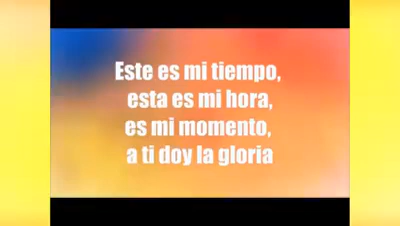 Este es mi tiempo,
esta es mi hora,
es mi momento,
a ti doy la gloria